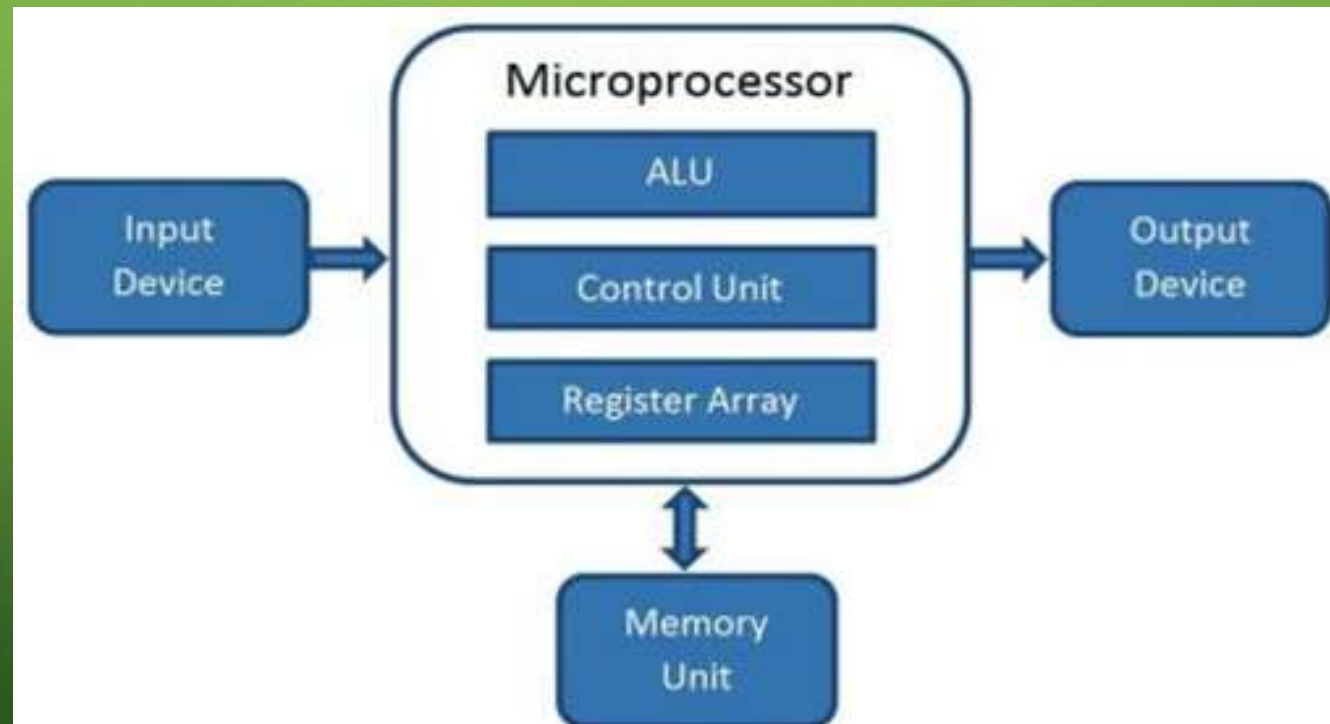 Microprocessor
ALU
Input
Device
Control Unit
Output
Device
Register Array
Memory
Unit